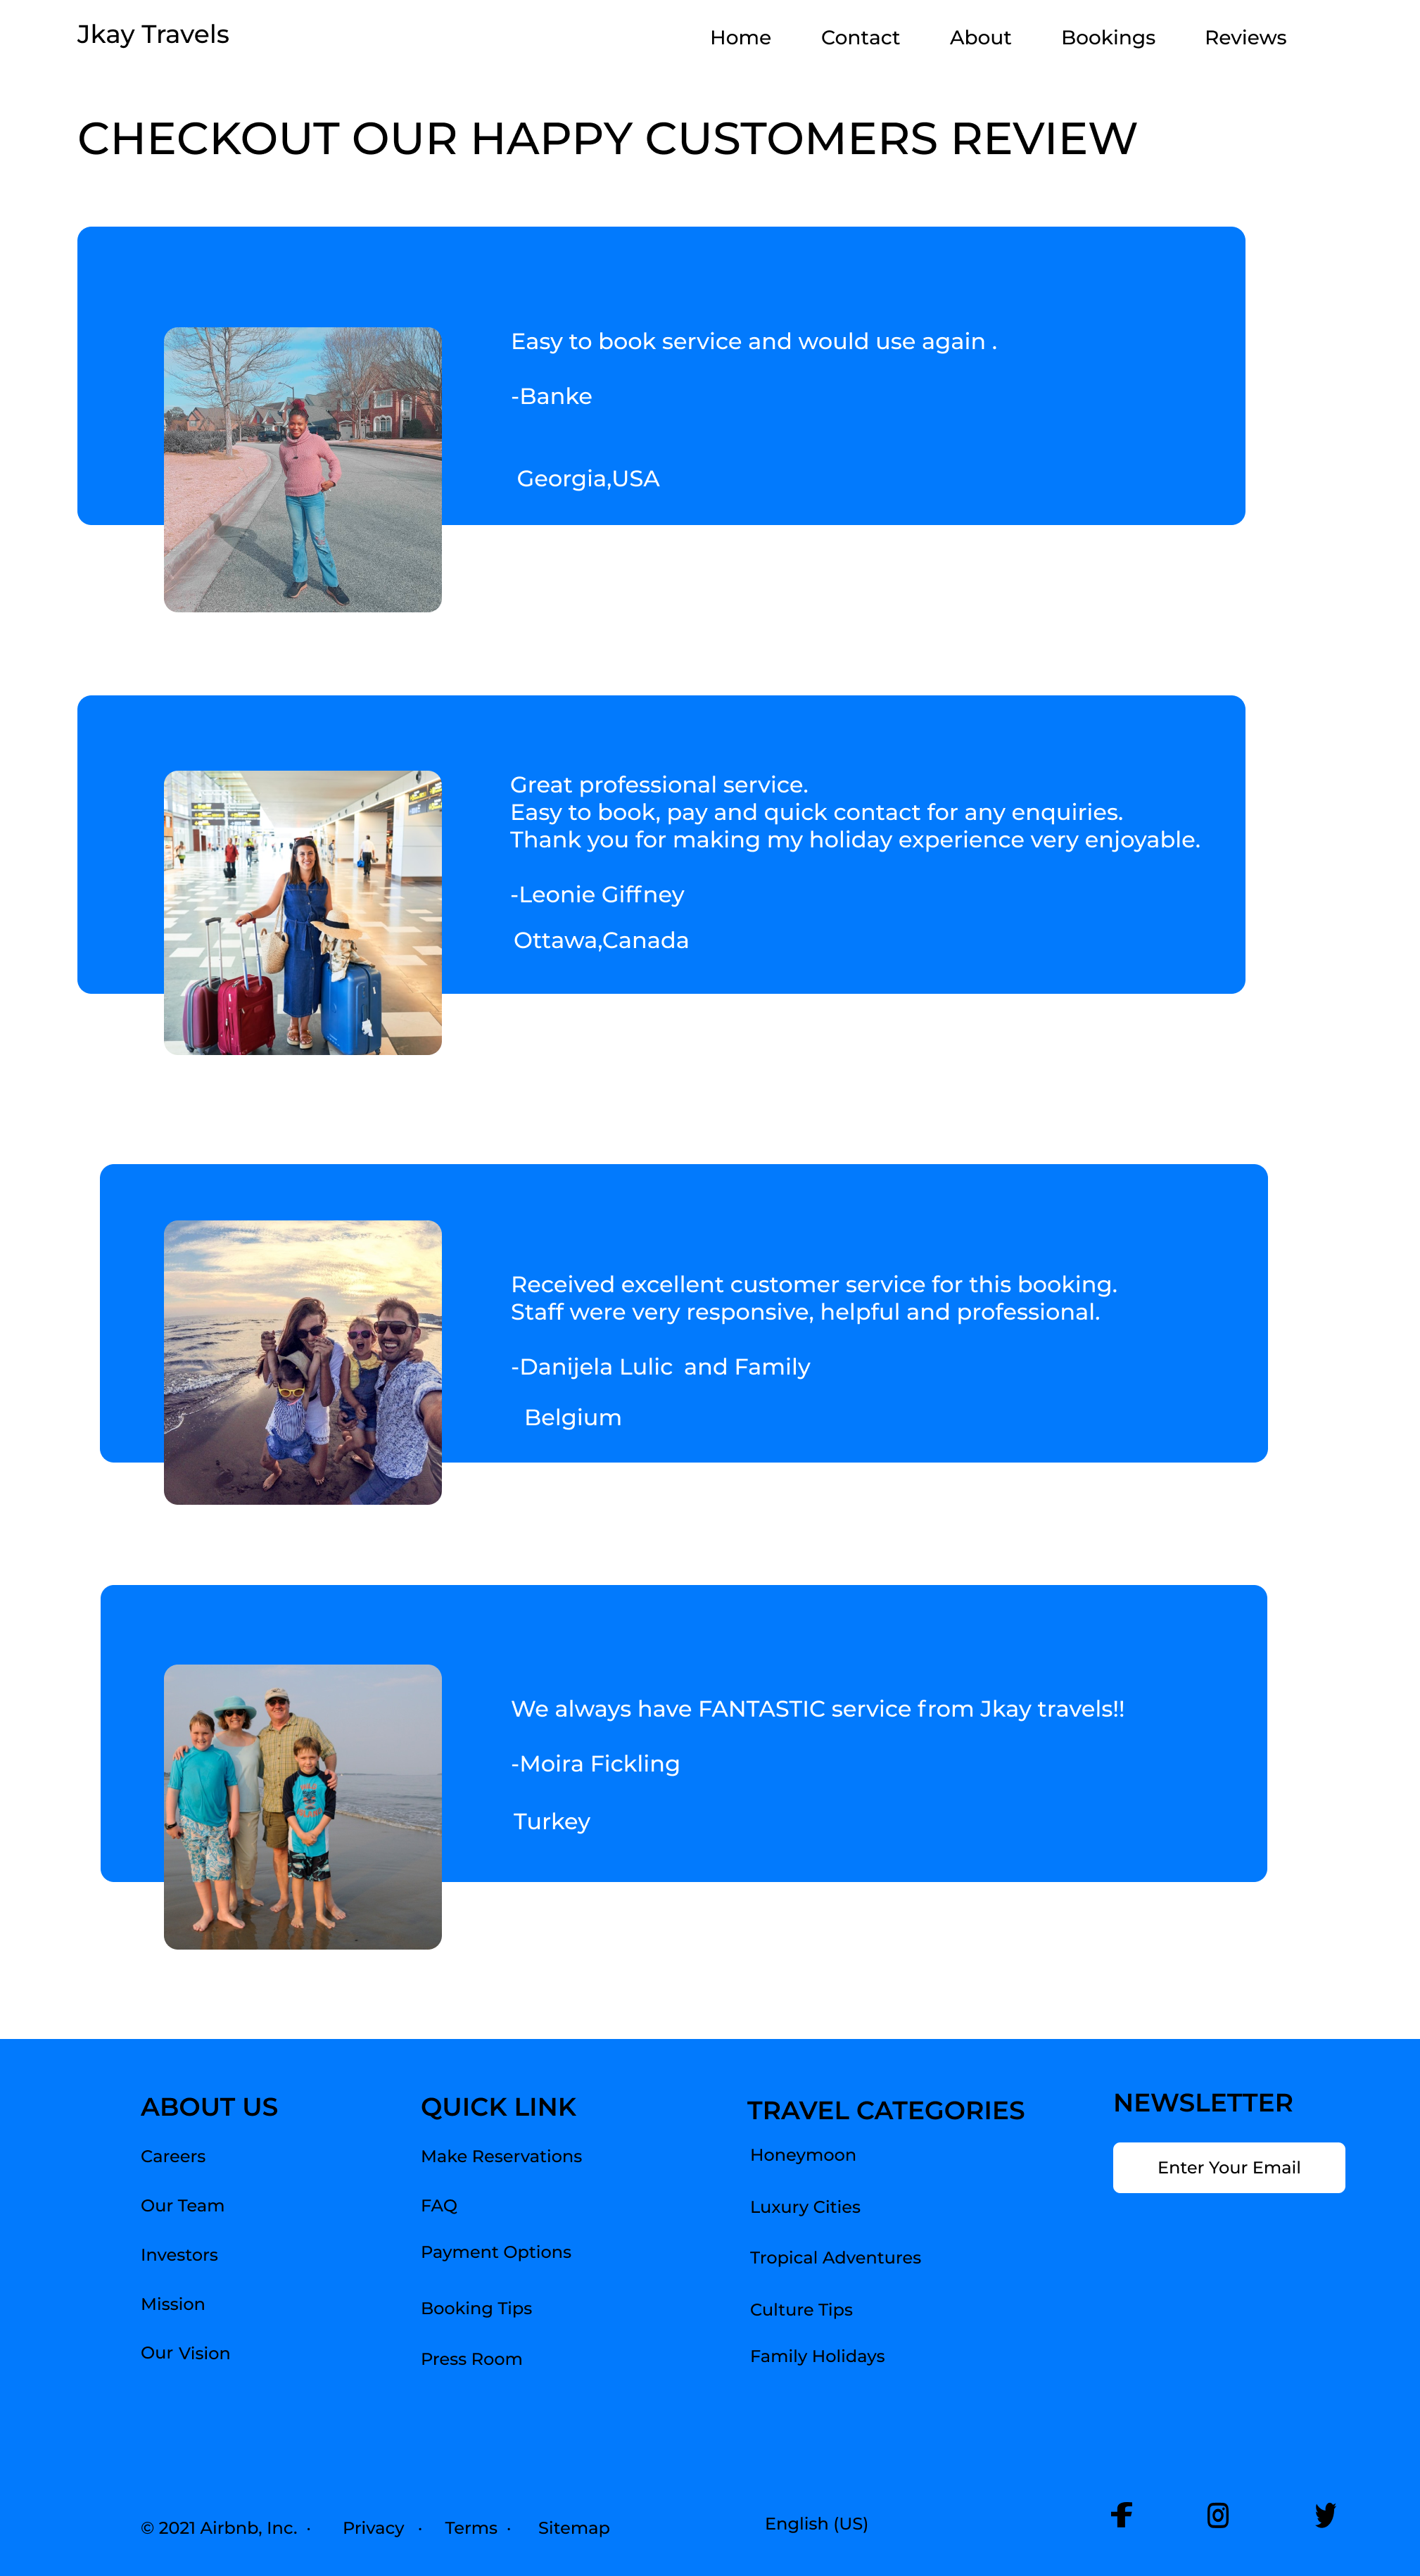 Jkay Travels
Home Contact About Bookings Reviews
CHECKOUT OUR HAPPY CUSTOMERS REVIEW
Easy to book service and would use again .
-Banke
Georgia,USA
Great professional service.
Easy to book, pay and quick contact for any enquiries.
Thank you for making my holiday experience very enjoyable.
-Leonie Giffney
Ottawa,Canada
Received excellent customer service for this booking.
Staff were very responsive, helpful and professional.
-Danijela Lulic and Family
Belgium
We always have FANTASTIC service from Jkay travels!!
-Moira Fickling
Turkey
ABOUT US
Careers
Our Team
Investors
Mission
Our Vision
QUICK LINK
Make Reservations
FAQ
Payment Options
Booking Tips
Press Room
TRAVEL CATEGORIES
Honeymoon
Luxury Cities
Tropical Adventures
Culture Tips
Family Holidays
NEWSLETTER
Enter Your Email
© 2021 Airbnb, Inc. · Privacy · Terms · Sitemap
English (US)